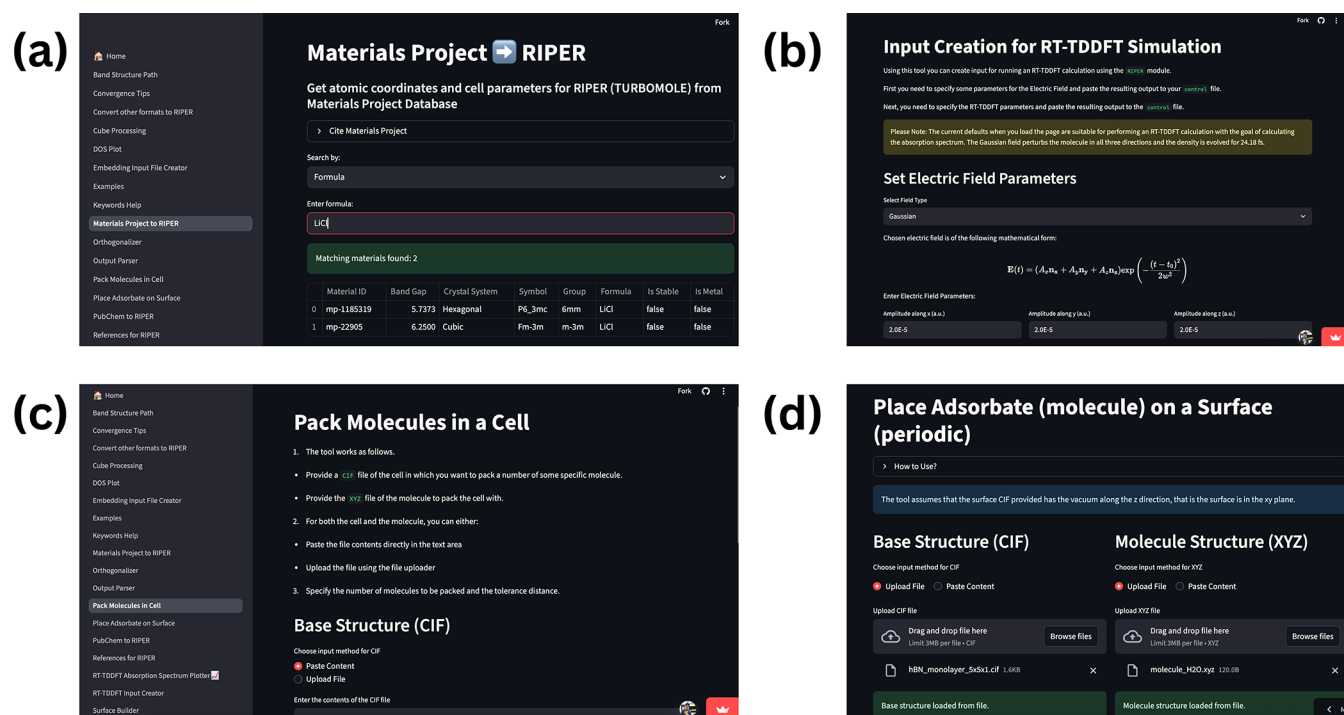 (a)
Fork
🏠 Home
Band Structure Path
Convergence Tips
Convert other formats to RIPER
Cube Processing
DOS Plot
Embedding Input File Creator
Examples
Keywords Help
Materials Project to RIPER
Orthogonalizer
Output Parser
Pack Molecules in Cell
Place Adsorbate on Surface
PubChem to RIPER
References for RIPER
Materials Project ➡️ RIPER
Get atomic coordinates and cell parameters for RIPER (TURBOMOLE) from
Materials Project Database
Cite Materials Project
Search by:
Formula
Enter formula:
LiCl
Matching materials found: 2
Material ID Band Gap Crystal System Symbol Group Formula Is Stable Is Metal
0 mp-1185319 5.7373 Hexagonal P6_3mc 6mm LiCl false false
1 mp-22905 6.2500 Cubic Fm-3m m-3m LiCl false false
(b)
Fork
Input Creation for RT-TDDFT Simulation
Using this tool you can create input for running an RT-TDDFT calculation using the RIPER module.
First you need to specify some parameters for the Electric Field and paste the resulting output to your control file.
Next, you need to specify the RT-TDDFT parameters and paste the resulting output to the control file.
Please Note: The current defaults when you load the page are suitable for performing an RT-TDDFT calculation with the goal of calculating
the absorption spectrum. The Gaussian field perturbs the molecule in all three directions and the density is evolved for 24.18 fs.
Set Electric Field Parameters
Select Field Type
Gaussian
Chosen electric field is of the following mathematical form:
E(t) = (Aₓnₓ + Aᵧnᵧ + A_z n_z)exp(−(t − t₀)²/2w²)
Enter Electric Field Parameters:
Amplitude along x (a.u.) Amplitude along y (a.u.) Amplitude along z (a.u.)
2.0E-5 2.0E-5 2.0E-5
(c)
Fork
🏠 Home
Band Structure Path
Convergence Tips
Convert other formats to RIPER
Cube Processing
DOS Plot
Embedding Input File Creator
Examples
Keywords Help
Materials Project to RIPER
Orthogonalizer
Output Parser
Pack Molecules in Cell
Place Adsorbate on Surface
PubChem to RIPER
References for RIPER
RT-TDDFT Absorption Spectrum Plotter📈
RT-TDDFT Input Creator
Surface Builder
Pack Molecules in a Cell
1. The tool works as follows.
• Provide a CIF file of the cell in which you want to pack a number of some specific molecule.
• Provide the XYZ file of the molecule to pack the cell with.
2. For both the cell and the molecule, you can either:
• Paste the file contents directly in the text area
• Upload the file using the file uploader
3. Specify the number of molecules to be packed and the tolerance distance.
Base Structure (CIF)
Choose input method for CIF
Paste Content
Upload File
Enter the contents of the CIF file
(d)
Place Adsorbate (molecule) on a Surface
(periodic)
How to Use?
The tool assumes that the surface CIF provided has the vacuum along the z direction, that is the surface is in the xy plane.
Base Structure (CIF)
Choose input method for CIF
Upload File Paste Content
Upload CIF file
Drag and drop file here
Limit 3MB per file • CIF
Browse files
hBN_monolayer_5x5x1.cif 1.6KB
Base structure loaded from file.
Molecule Structure (XYZ)
Choose input method for XYZ
Upload File Paste Content
Upload XYZ file
Drag and drop file here
Limit 3MB per file • XYZ
Browse files
molecule_H2O.xyz 120.0B
Molecule structure loaded from file.